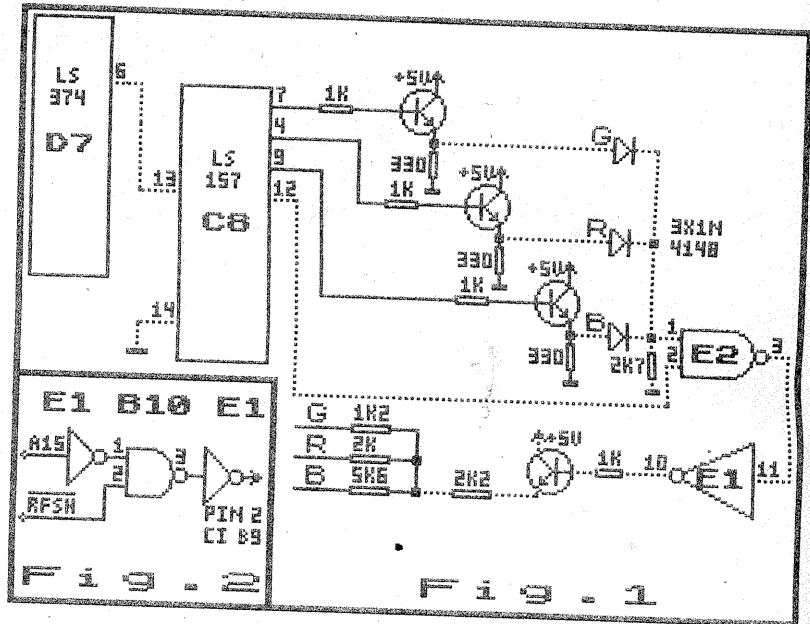 LS
374
D7
6
13
14
LS
157
C8
7
4
9
12
1K
+5V
330
G
1K
+5V
330
R
3X1N
4148
1K
+5V
330
B
2K7
1
2
E2
3
G 1K2
R 2K
B 5K6
2K2
+5V
1K
10
E1
11
Fig.1
E1 B10 E1
A15
1
2
3
RFSH
PIN 2
CI B9
Fig.2